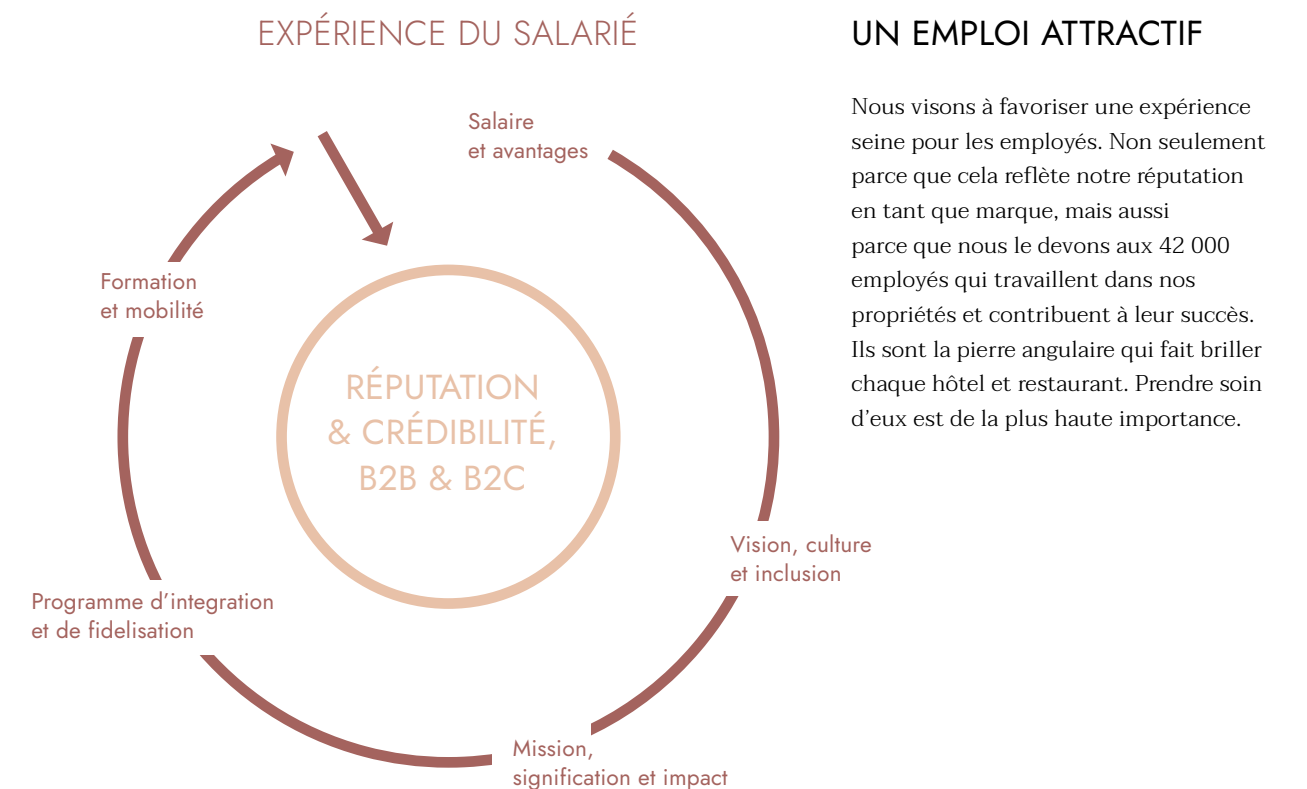 EXPÉRIENCE DU SALARIÉ
Salaire
et avantages
Vision, culture
et inclusion
Mission,
signification et impact
Programme d’integration
et de fidelisation
Formation
et mobilité
RÉPUTATION
& CRÉDIBILITÉ,
B2B & B2C
UN EMPLOI ATTRACTIF
Nous visons à favoriser une expérience
seine pour les employés. Non seulement
parce que cela reflète notre réputation
en tant que marque, mais aussi
parce que nous le devons aux 42 000
employés qui travaillent dans nos
propriétés et contribuent à leur succès.
Ils sont la pierre angulaire qui fait briller
chaque hôtel et restaurant. Prendre soin
d’eux est de la plus haute importance.